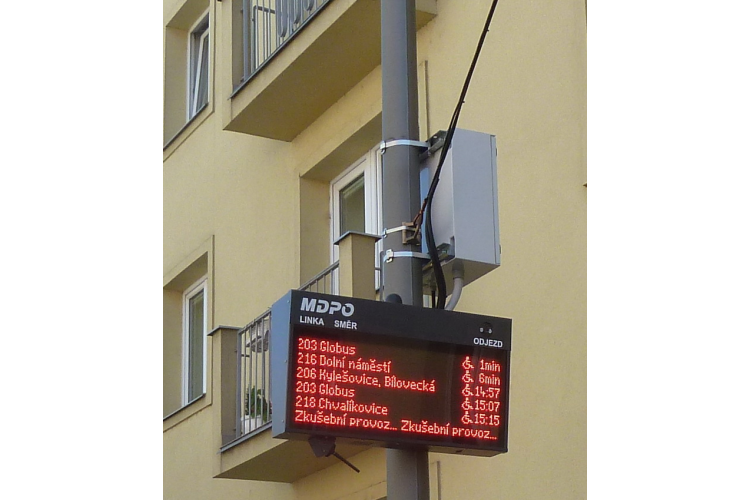 MDPO
LINKA SMĚR ODJEZD
203 Globus 1min
216 Dolní náměstí 6min
206 Kylešovice, Bílovecká 14:57
203 Globus 15:07
218 Chvalíkovice 15:15
Zkušební provoz... Zkušební provoz...